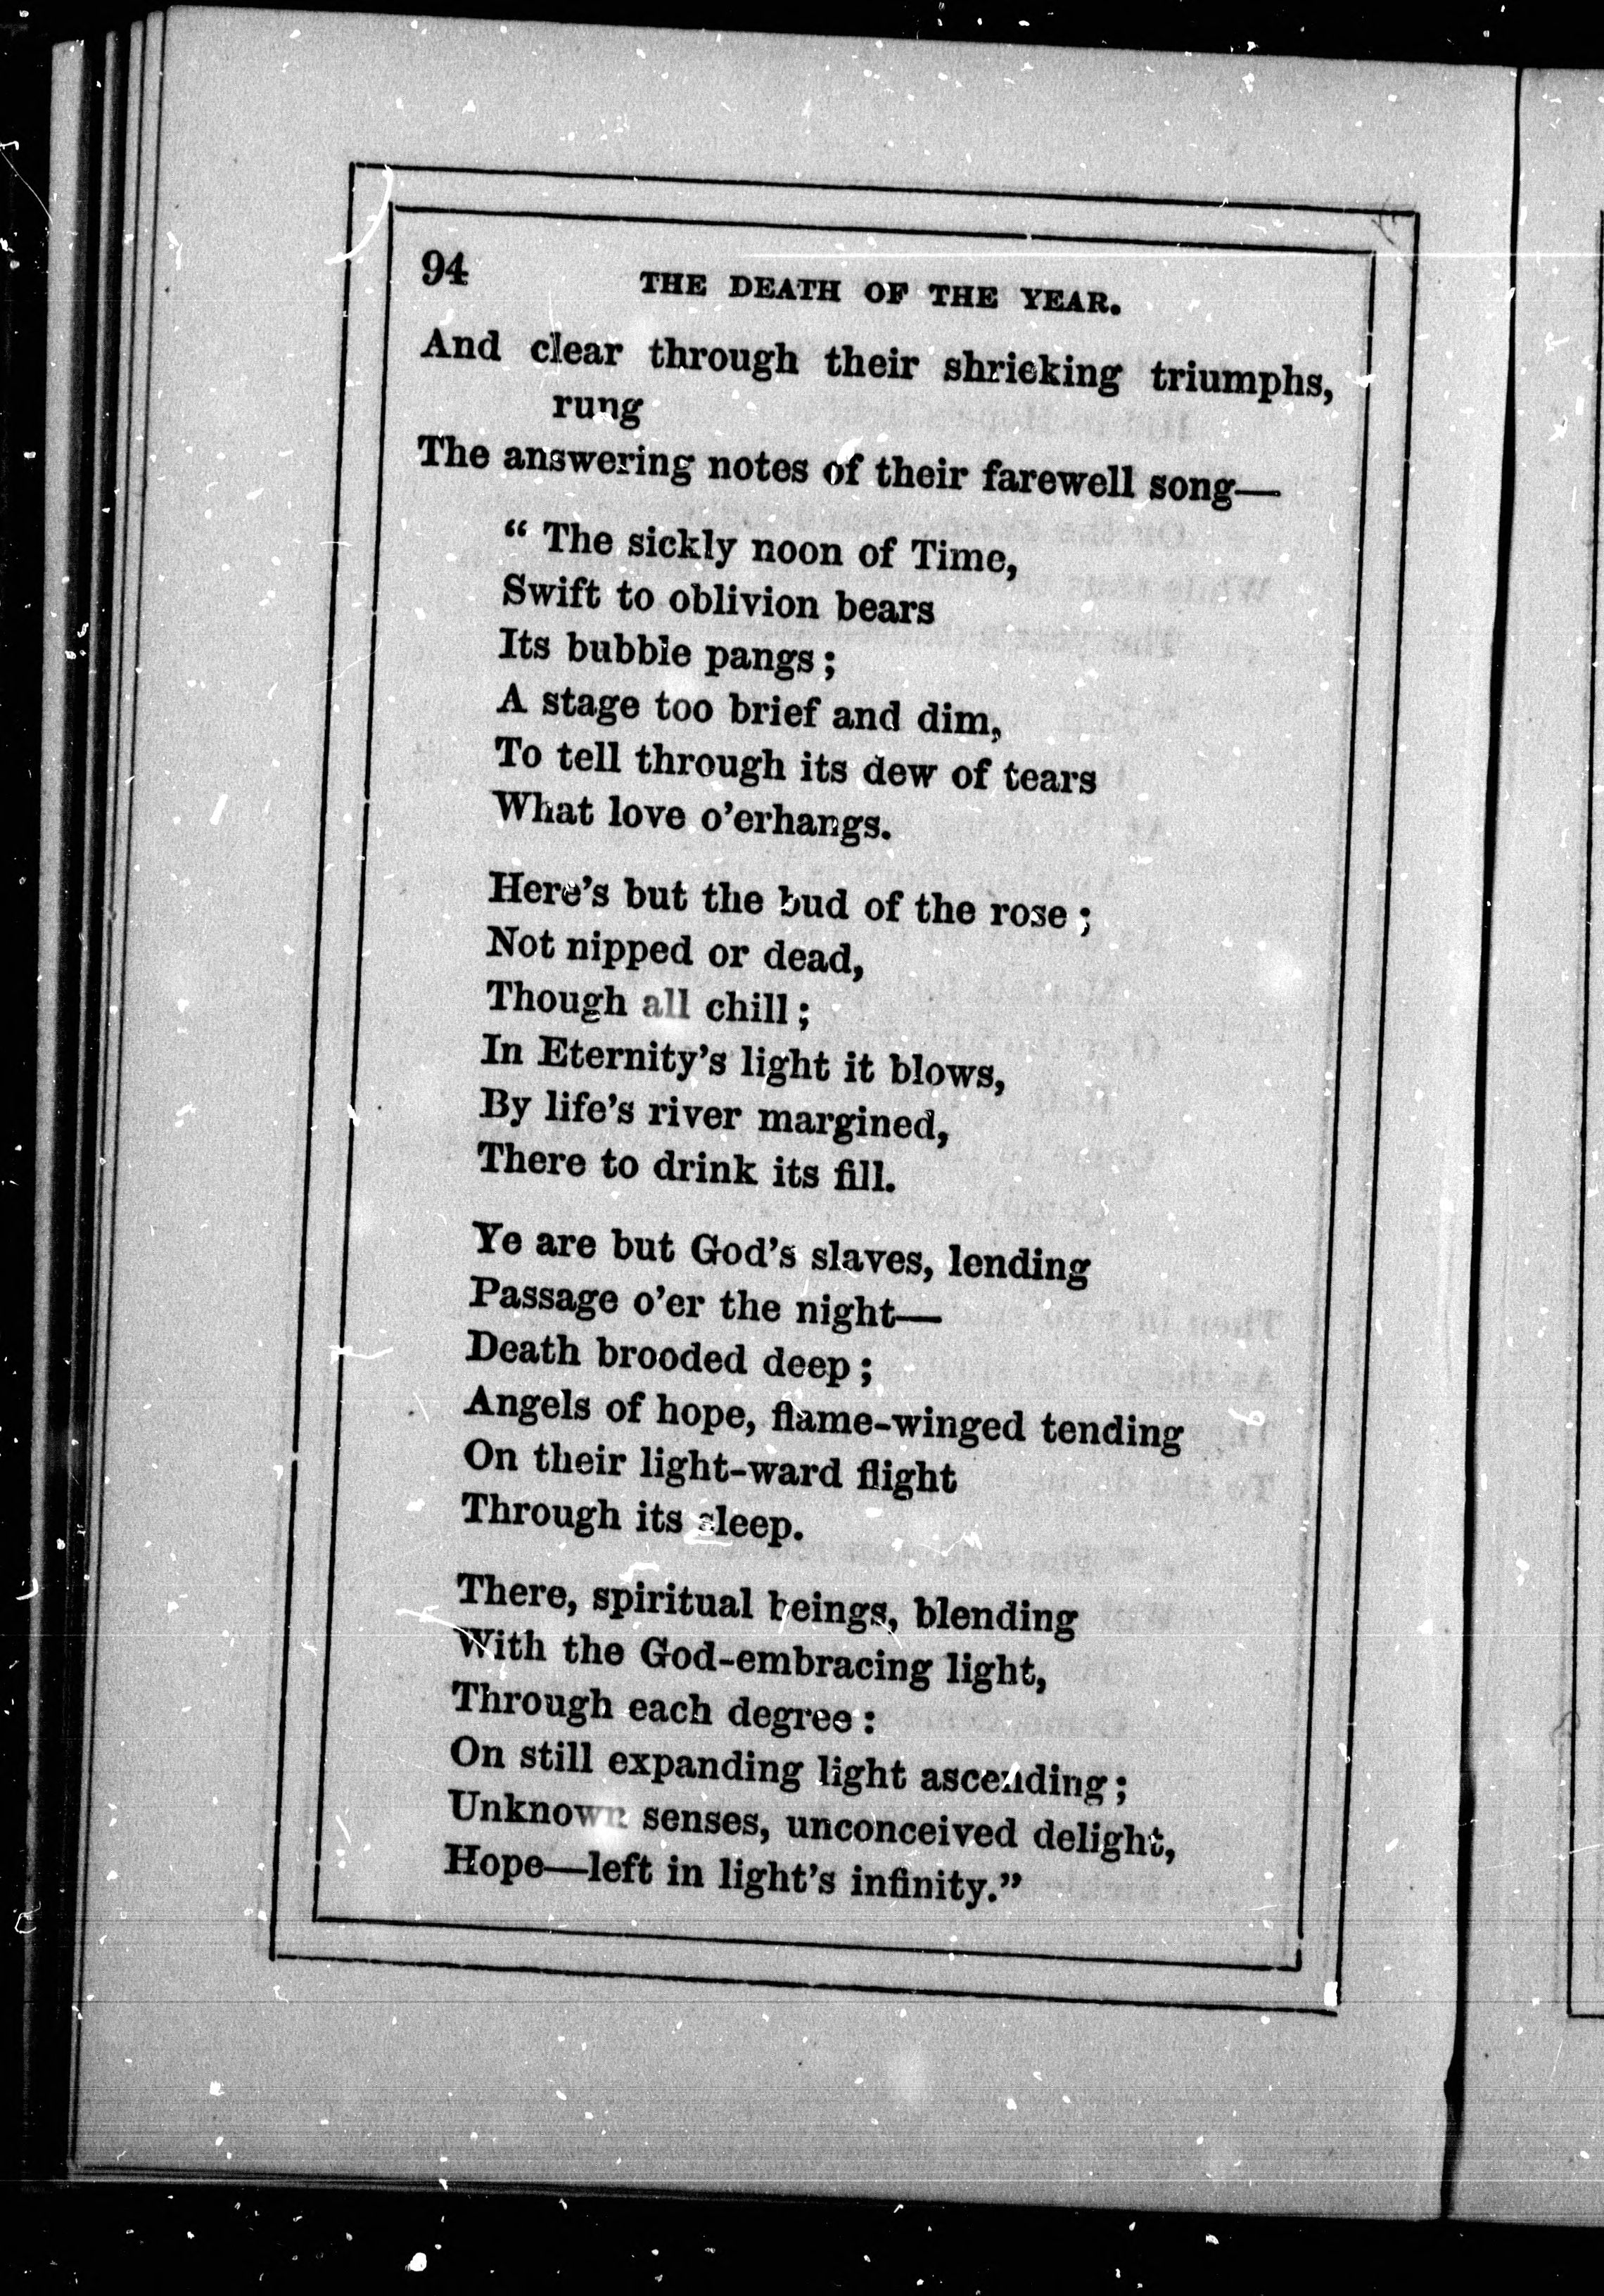 94
THE DEATH OF THE YEAR.
And clear through their shrieking triumphs,
rung
The answering notes of their farewell song—
“ The sickly noon of Time,
Swift to oblivion bears
Its bubble pangs ;
A stage too brief and dim,
To tell through its dew of tears
What love o’erhangs.
Here’s but the bud of the rose ;
Not nipped or dead,
Though all chill ;
In Eternity’s light it blows,
By life’s river margined,
There to drink its fill.
Ye are but God’s slaves, lending
Passage o’er the night—
Death brooded deep ;
Angels of hope, flame-winged tending
On their light-ward flight
Through its sleep.
There, spiritual beings, blending
With the God-embracing light,
Through each degree :
On still expanding light ascending ;
Unknown senses, unconceived delight,
Hope—left in light’s infinity.”